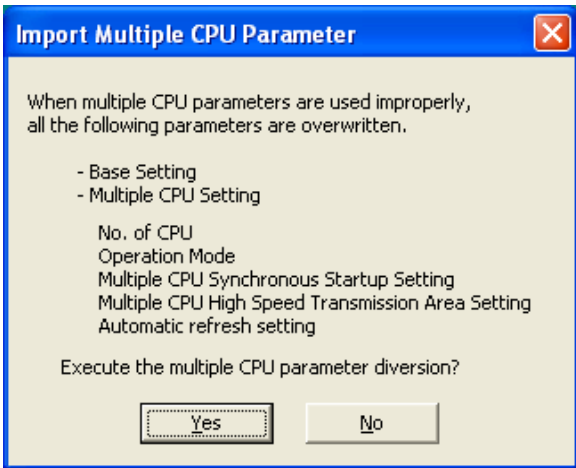 Import Multiple CPU Parameter
When multiple CPU parameters are used improperly,
all the following parameters are overwritten.
- Base Setting
- Multiple CPU Setting
No. of CPU
Operation Mode
Multiple CPU Synchronous Startup Setting
Multiple CPU High Speed Transmission Area Setting
Automatic refresh setting
Execute the multiple CPU parameter diversion?
Yes
No